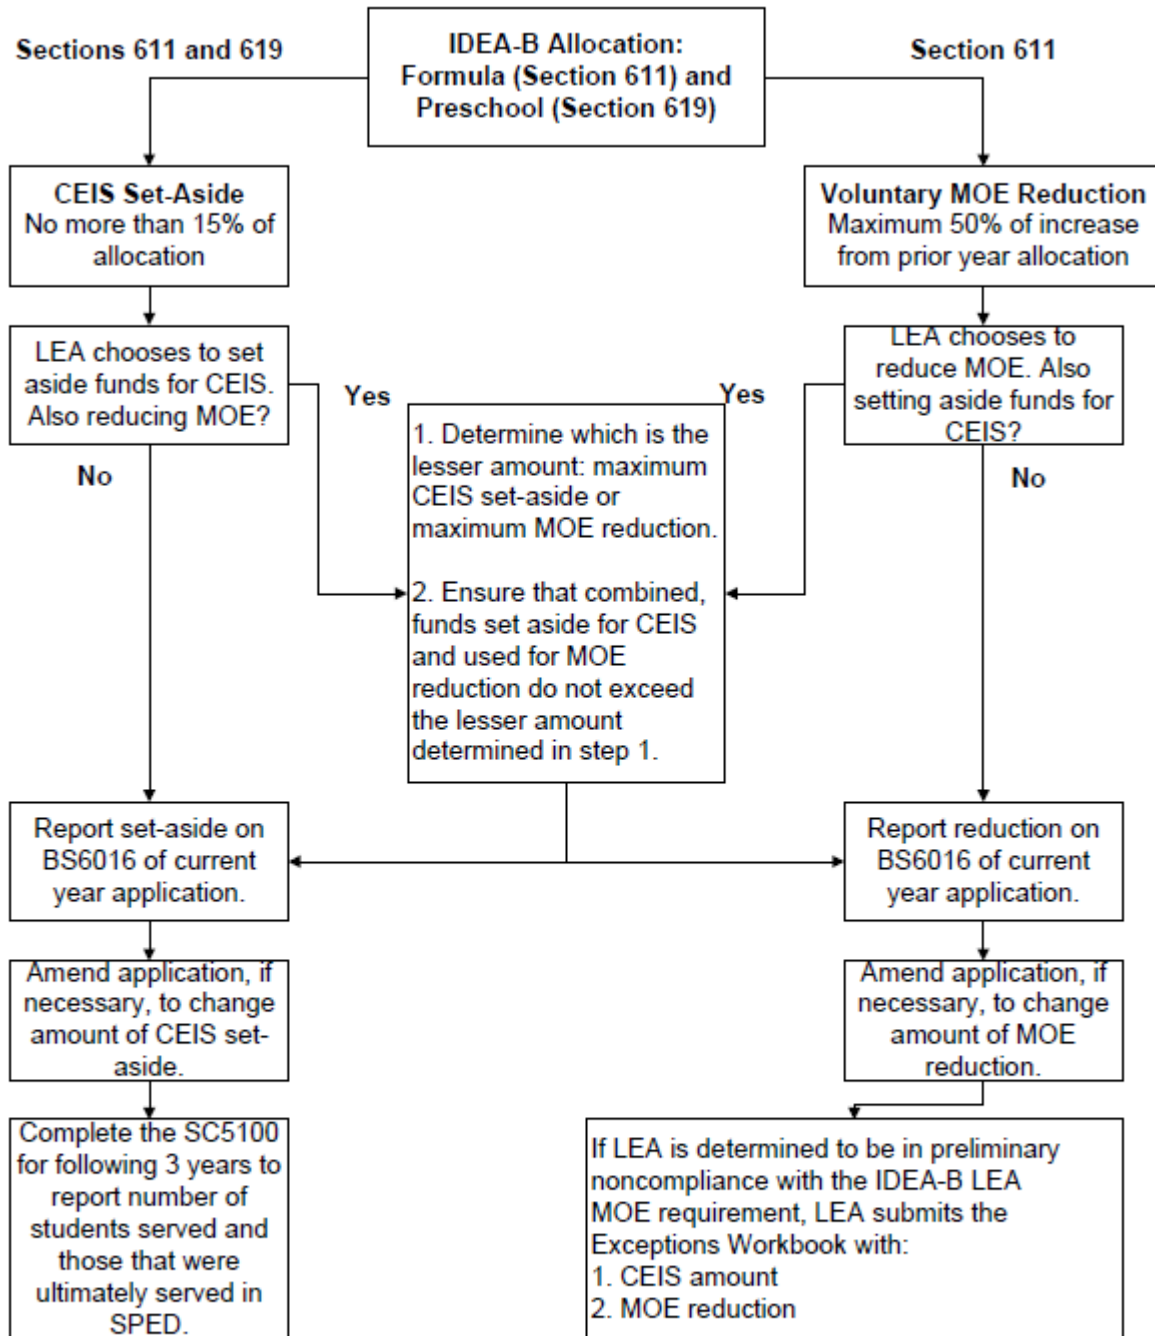 Sections 611 and 619
IDEA-B Allocation:
Formula (Section 611) and
Preschool (Section 619)
Section 611
CEIS Set-Aside
No more than 15% of
allocation
Voluntary MOE Reduction
Maximum 50% of increase
from prior year allocation
LEA chooses to set
aside funds for CEIS.
Also reducing MOE?
LEA chooses to
reduce MOE. Also
setting aside funds for
CEIS?
Yes
Yes
No
No
1. Determine which is the
lesser amount: maximum
CEIS set-aside or
maximum MOE reduction.
2. Ensure that combined,
funds set aside for CEIS
and used for MOE
reduction do not exceed
the lesser amount
determined in step 1.
Report set-aside on
BS6016 of current
year application.
Report reduction on
BS6016 of current
year application.
Amend application, if
necessary, to change
amount of CEIS set-
aside.
Amend application, if
necessary, to change
amount of MOE
reduction.
Complete the SC5100
for following 3 years to
report number of
students served and
those that were
ultimately served in
SPED.
If LEA is determined to be in preliminary
noncompliance with the IDEA-B LEA
MOE requirement, LEA submits the
Exceptions Workbook with:
1. CEIS amount
2. MOE reduction